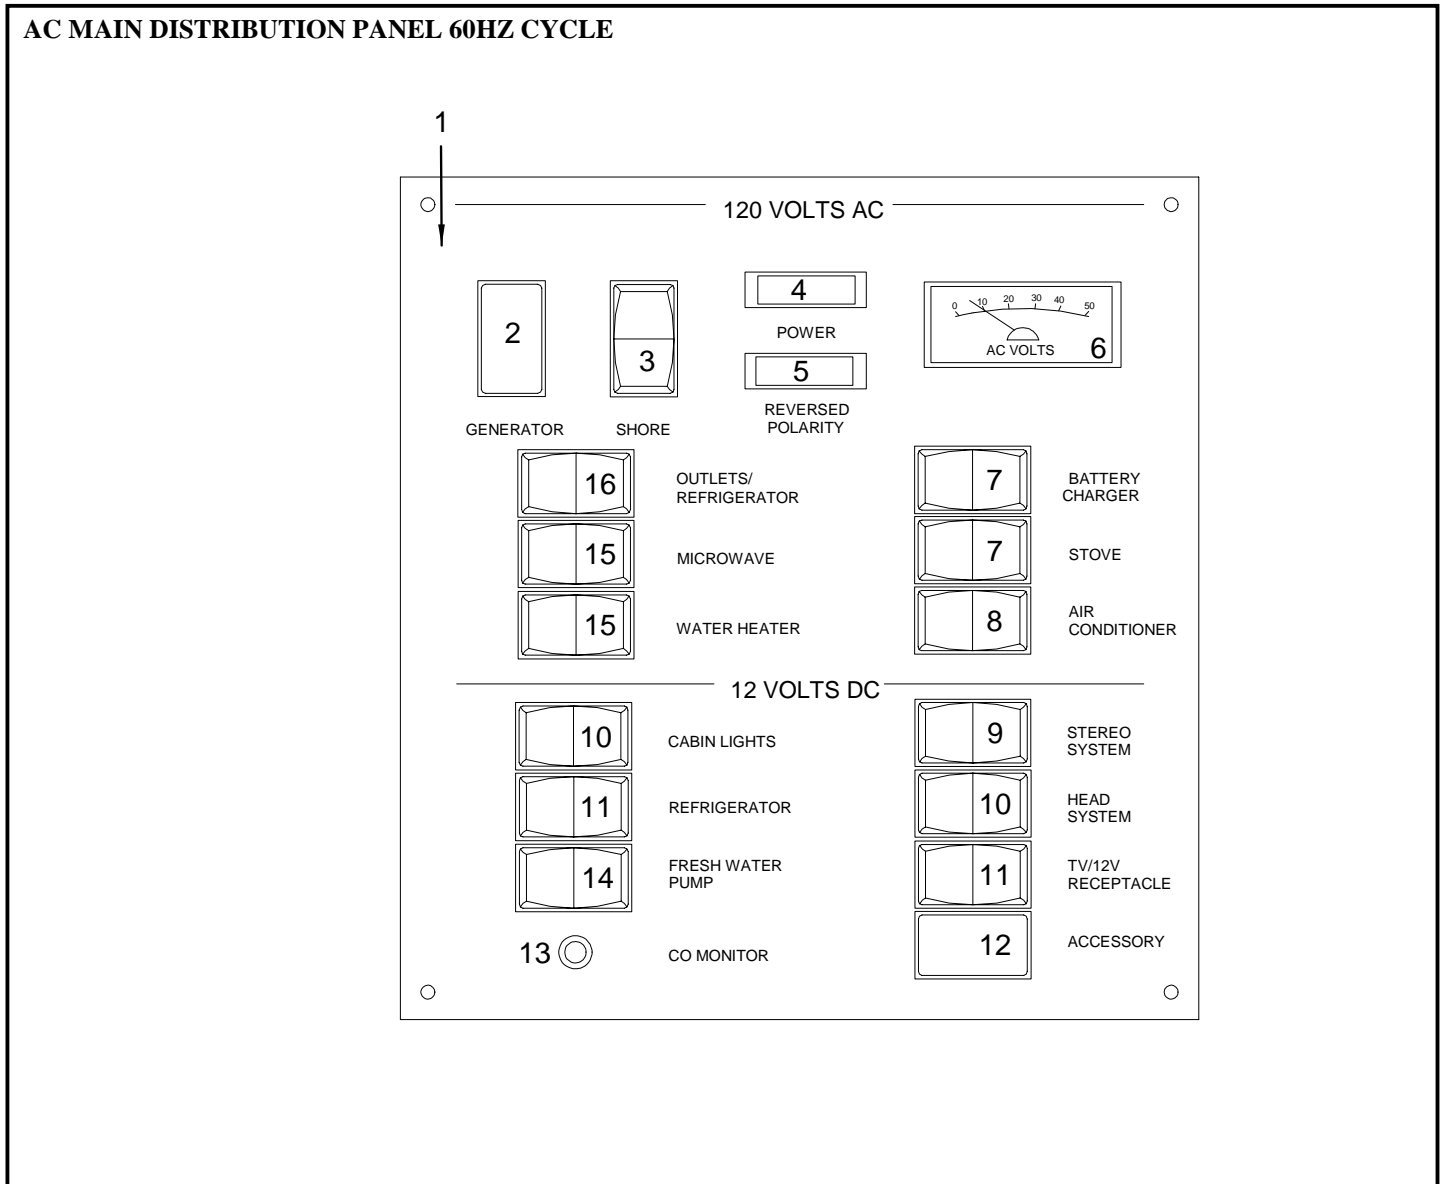 AC MAIN DISTRIBUTION PANEL 60HZ CYCLE
1
120 VOLTS AC
2
GENERATOR
3
SHORE
4
POWER
5
REVERSED
POLARITY
0 10 20 30 40 50
AC VOLTS 6
16 OUTLETS/
REFRIGERATOR
7 BATTERY
CHARGER
15 MICROWAVE
7 STOVE
15 WATER HEATER
8 AIR
CONDITIONER
12 VOLTS DC
10 CABIN LIGHTS
9 STEREO
SYSTEM
11 REFRIGERATOR
10 HEAD
SYSTEM
14 FRESH WATER
PUMP
11 TV/12V
RECEPTACLE
13 CO MONITOR
12 ACCESSORY